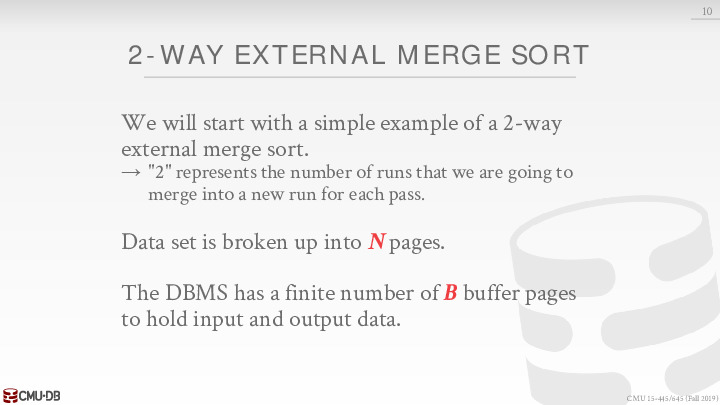 10
2-WAY EXTERNAL MERGE SORT
We will start with a simple example of a 2-way
external merge sort.
→ "2" represents the number of runs that we are going to
merge into a new run for each pass.
Data set is broken up into N pages.
The DBMS has a finite number of B buffer pages
to hold input and output data.
CMU·DB
CMU 15-445/645 (Fall 2019)